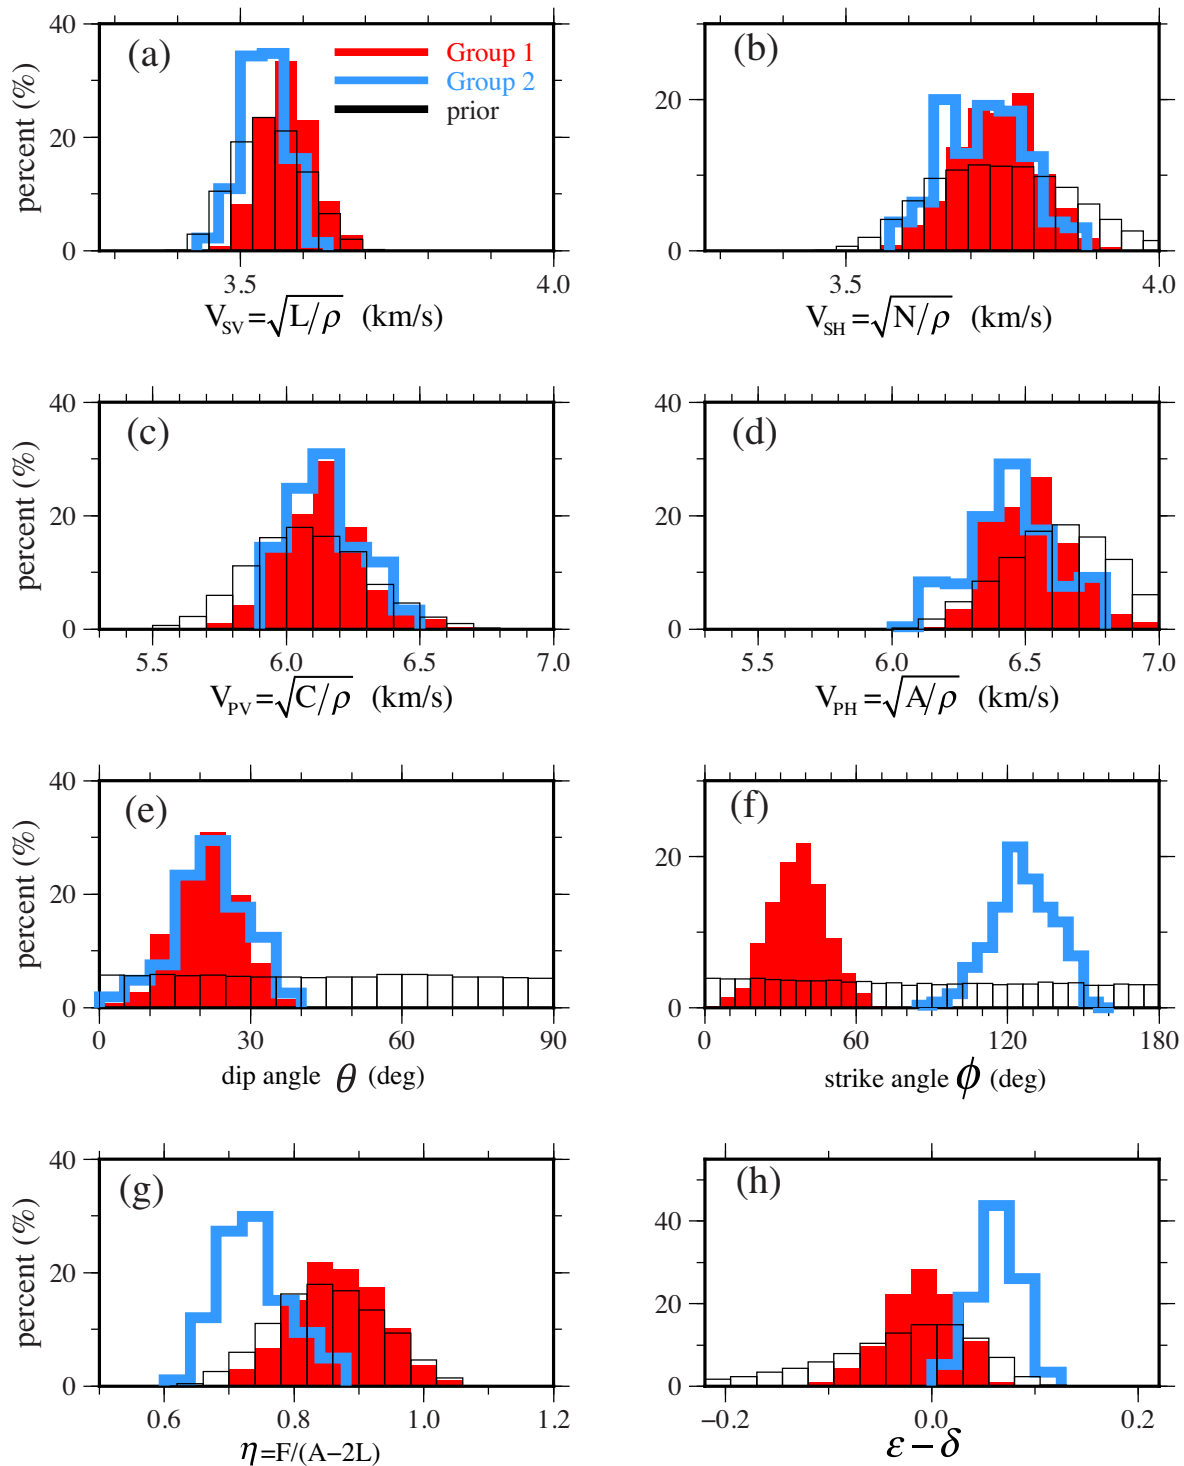 (a)
Group 1
Group 2
prior
percent (%)
40
20
0
3.5
4.0
V_SV=√L/ρ (km/s)
(b)
20
0
3.5
4.0
V_SH=√N/ρ (km/s)
(c)
percent (%)
40
20
0
5.5
6.0
6.5
7.0
V_PV=√C/ρ (km/s)
(d)
40
20
0
5.5
6.0
6.5
7.0
V_PH=√A/ρ (km/s)
(e)
percent (%)
40
20
0
0
30
60
90
dip angle θ (deg)
(f)
20
0
0
60
120
180
strike angle ϕ (deg)
(g)
percent (%)
40
20
0
0.6
0.8
1.0
1.2
η=F/(A−2L)
(h)
40
20
0
−0.2
0.0
0.2
ε−δ